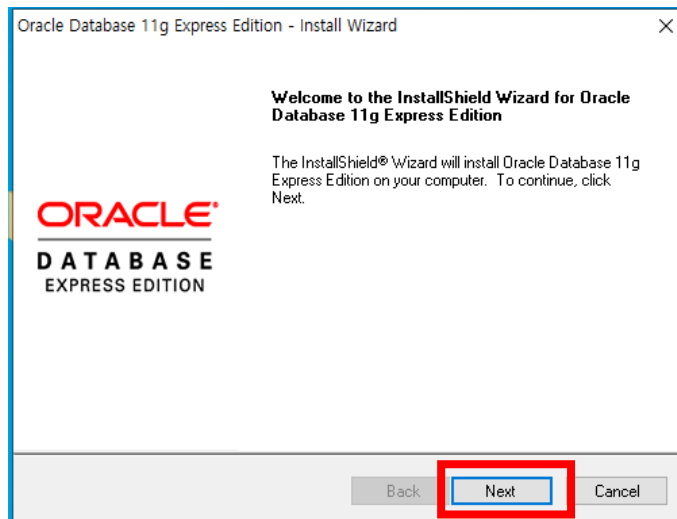 Oracle Database 11g Express Edition - Install Wizard
Welcome to the InstallShield Wizard for Oracle
Database 11g Express Edition
The InstallShield® Wizard will install Oracle Database 11g
Express Edition on your computer. To continue, click
Next.
ORACLE
DATABASE
EXPRESS EDITION
Back
Next
Cancel